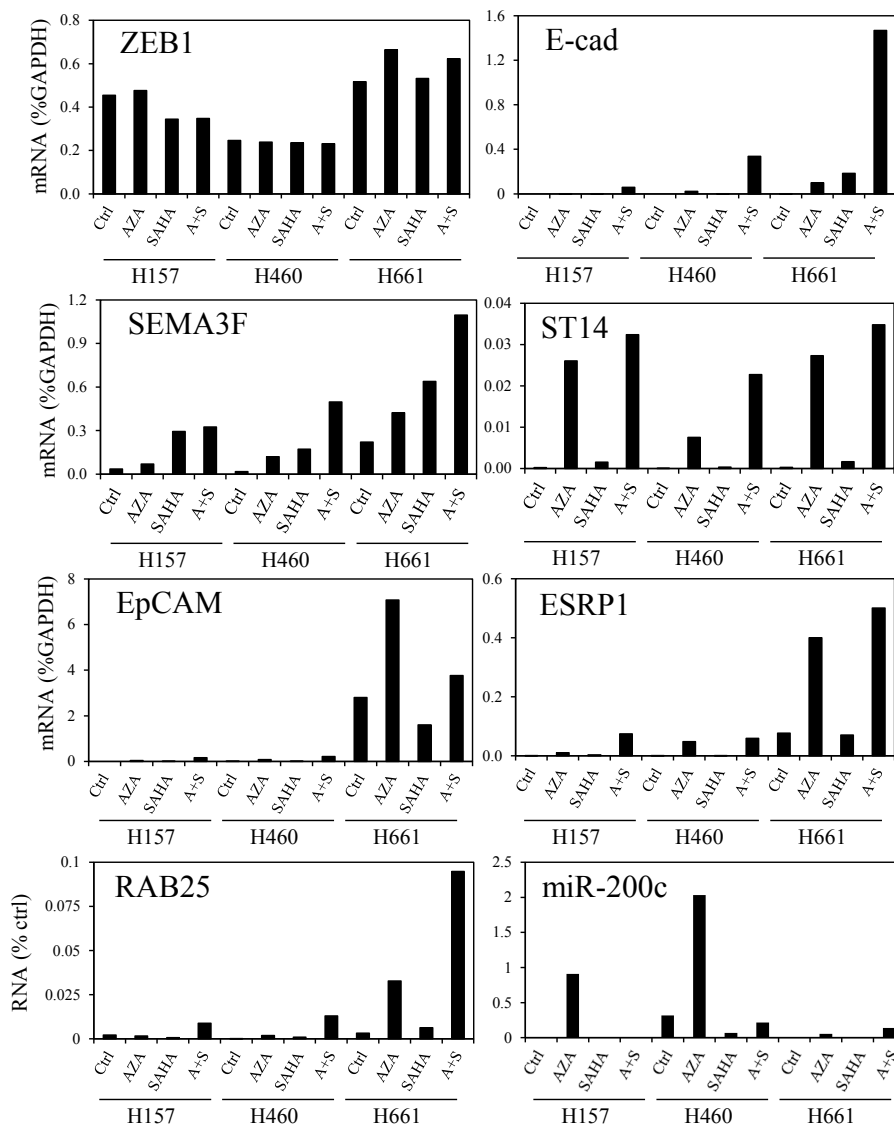 ZEB1
mRNA (%GAPDH)
0.8
0.6
0.4
0.2
0.0
Ctrl AZA SAHA A+S Ctrl AZA SAHA A+S Ctrl AZA SAHA A+S
H157 H460 H661
E-cad
1.6
1.2
0.8
0.4
0
Ctrl AZA SAHA A+S Ctrl AZA SAHA A+S Ctrl AZA SAHA A+S
H157 H460 H661
SEMA3F
mRNA (%GAPDH)
1.2
0.9
0.6
0.3
0.0
Ctrl AZA SAHA A+S Ctrl AZA SAHA A+S Ctrl AZA SAHA A+S
H157 H460 H661
ST14
0.04
0.03
0.02
0.01
0.00
Ctrl AZA SAHA A+S Ctrl AZA SAHA A+S Ctrl AZA SAHA A+S
H157 H460 H661
EpCAM
mRNA (%GAPDH)
8
6
4
2
0
Ctrl AZA SAHA A+S Ctrl AZA SAHA A+S Ctrl AZA SAHA A+S
H157 H460 H661
ESRP1
0.6
0.4
0.2
0.0
Ctrl AZA SAHA A+S Ctrl AZA SAHA A+S Ctrl AZA SAHA A+S
H157 H460 H661
RAB25
RNA (% ctrl)
0.1
0.075
0.05
0.025
0
Ctrl AZA SAHA A+S Ctrl AZA SAHA A+S Ctrl AZA SAHA A+S
H157 H460 H661
miR-200c
2.5
2
1.5
1
0.5
0
Ctrl AZA SAHA A+S Ctrl AZA SAHA A+S Ctrl AZA SAHA A+S
H157 H460 H661